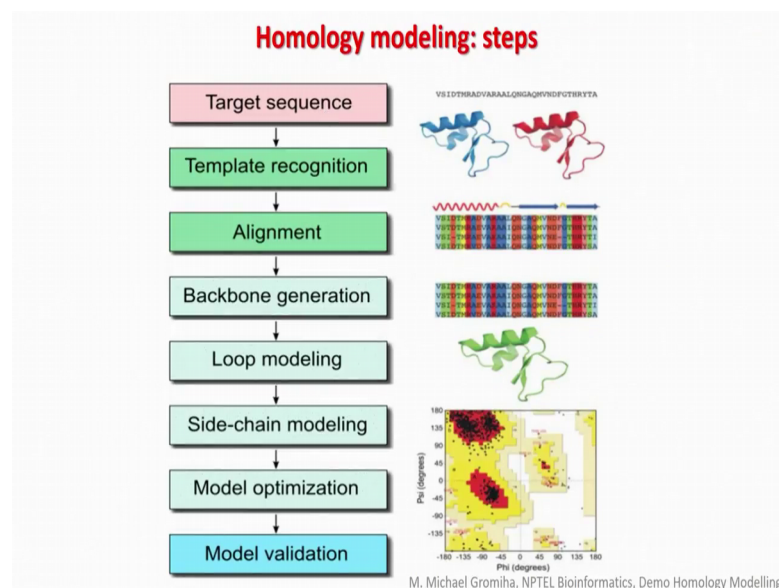 Homology modeling: steps
Target sequence
Template recognition
Alignment
Backbone generation
Loop modeling
Side-chain modeling
Model optimization
Model validation
VSIDTMRADVARAALQNGAQMVNDFGTHRYTA
180
135
90
45
0
-45
-90
-135
Psi (degrees)
-180 -135 -90 -45 0 45 90 135 180
Phi (degrees)
M. Michael Gromiha, NPTEL Bioinformatics, Demo Homology Modelling